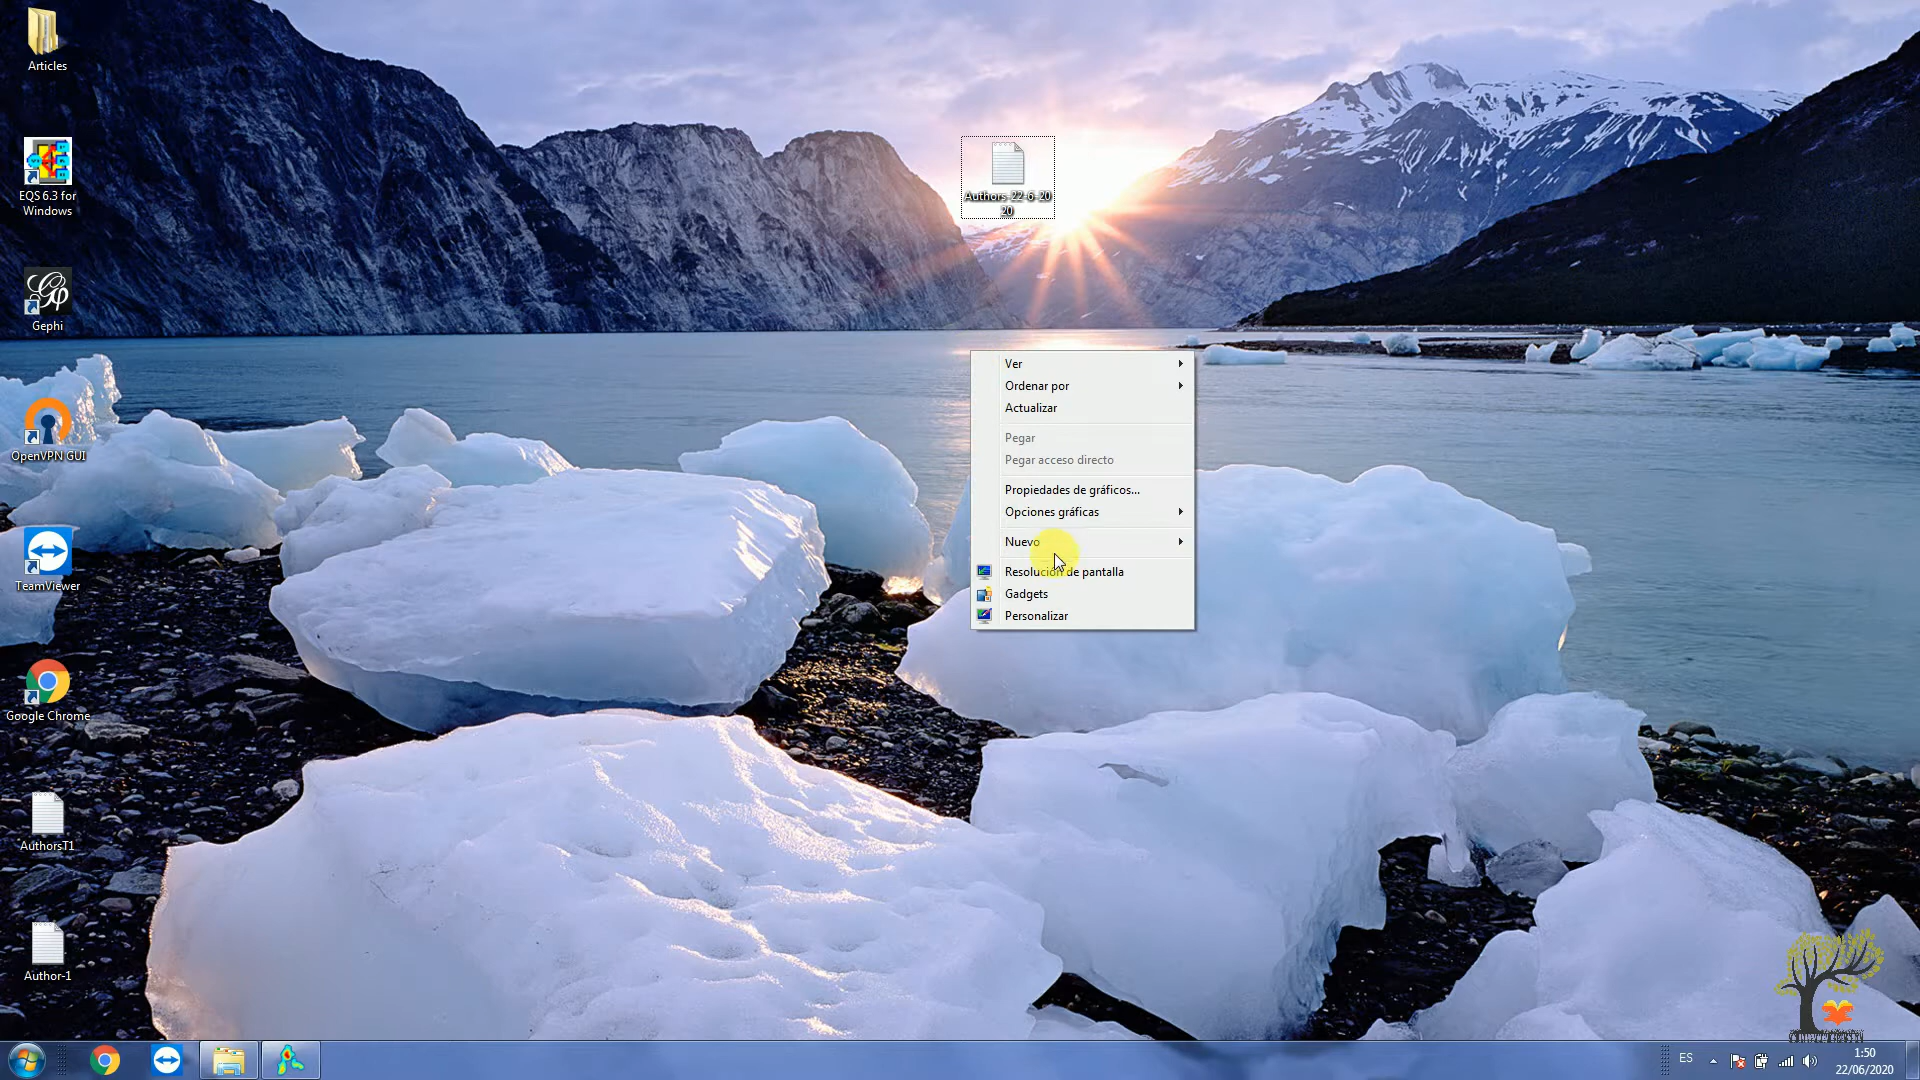 Articles
EQS 6.3 for
Windows
Gephi
OpenVPN GUI
TeamViewer
Google Chrome
AuthorsT1
Author-1
Authors-22-6-20
20
Ver
Ordenar por
Actualizar
Pegar
Pegar acceso directo
Propiedades de gráficos...
Opciones gráficas
Nuevo
Resolución de pantalla
Gadgets
Personalizar
ES
1:50
22/06/2020